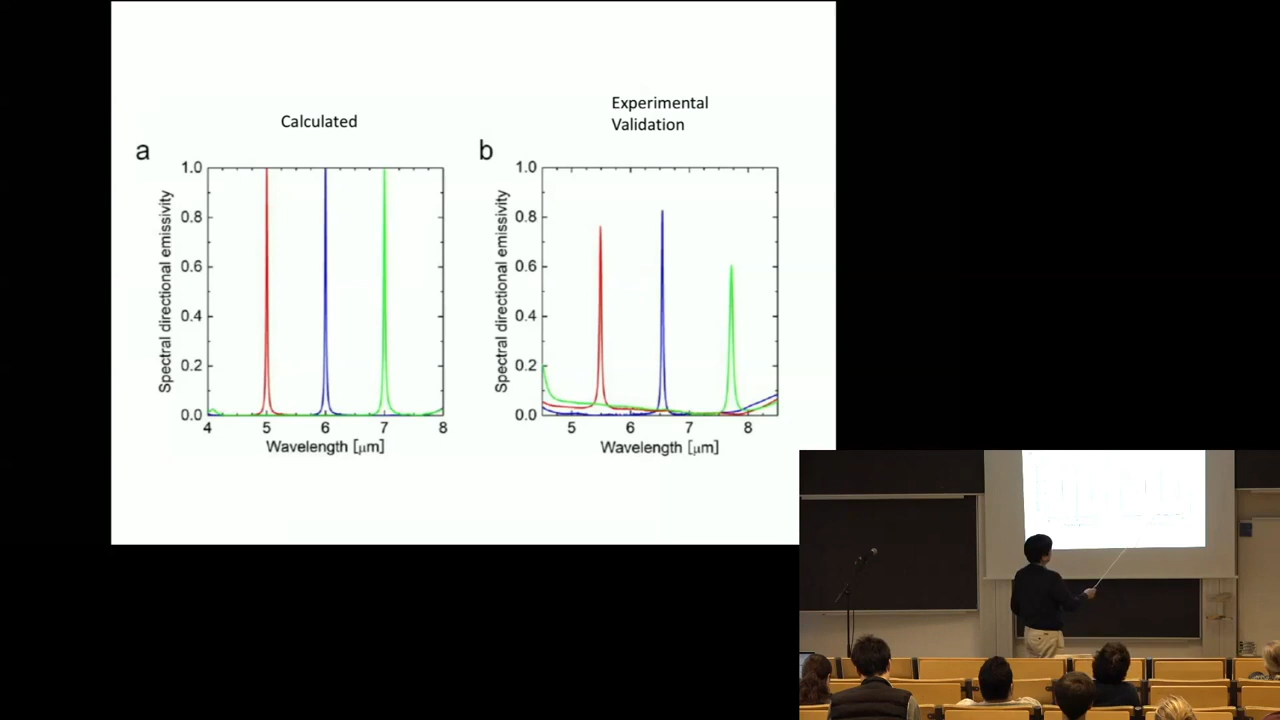 Calculated
Experimental
Validation
a
b
1.0
0.8
0.6
0.4
0.2
0.0
Spectral directional emissivity
4 5 6 7 8
Wavelength [μm]
1.0
0.8
0.6
0.4
0.2
0.0
Spectral directional emissivity
5 6 7 8
Wavelength [μm]